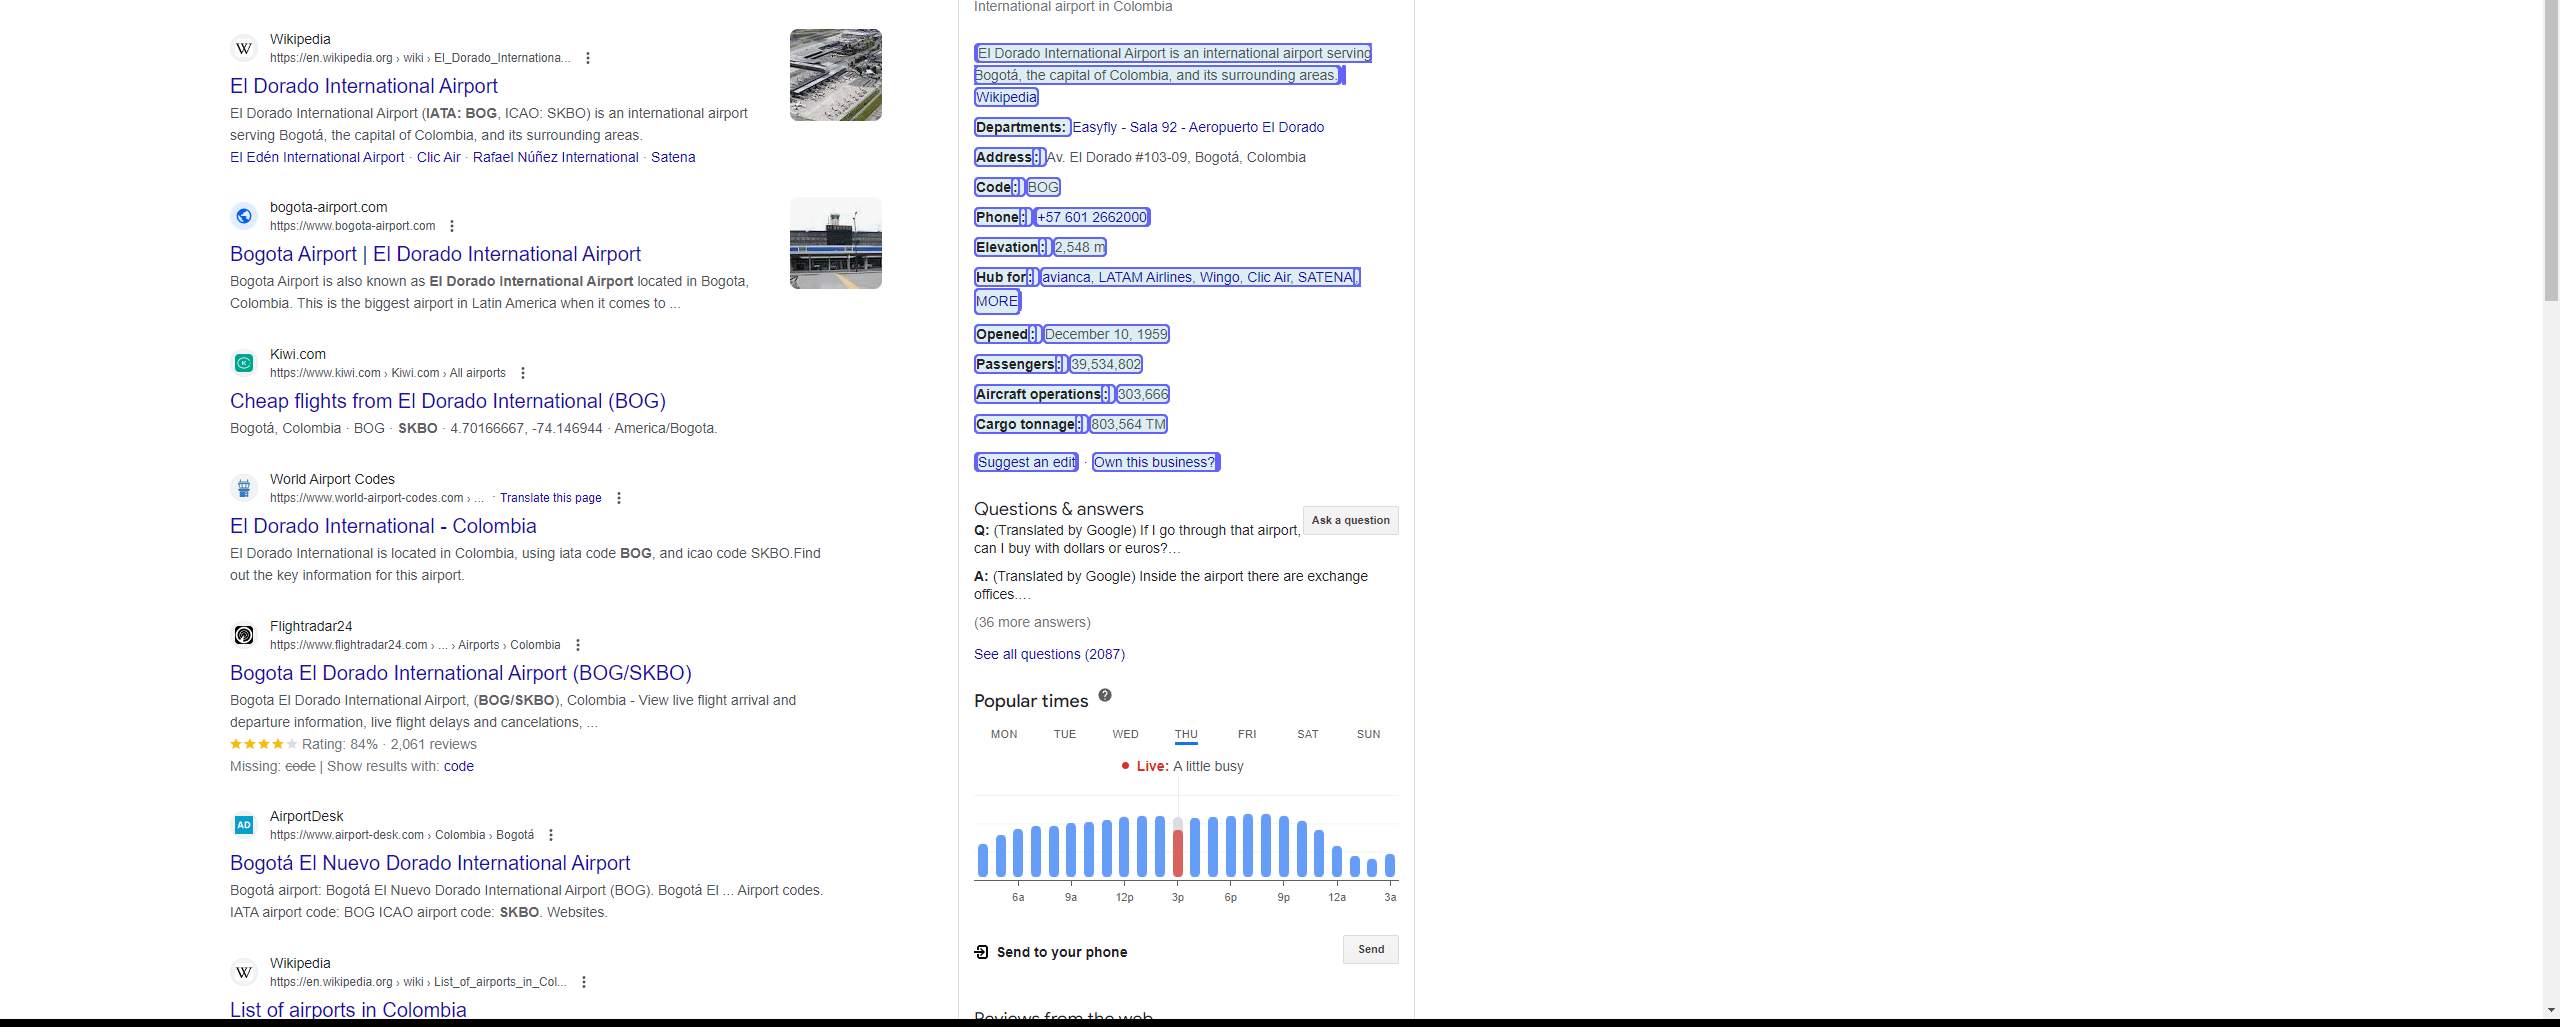 Wikipedia
https://en.wikipedia.org › wiki › El_Dorado_Internationa...
El Dorado International Airport
El Dorado International Airport (IATA: BOG, ICAO: SKBO) is an international airport
serving Bogotá, the capital of Colombia, and its surrounding areas.
El Edén International Airport · Clic Air · Rafael Núñez International · Satena
bogota-airport.com
https://www.bogota-airport.com
Bogota Airport | El Dorado International Airport
Bogota Airport is also known as El Dorado International Airport located in Bogota,
Colombia. This is the biggest airport in Latin America when it comes to ...
Kiwi.com
https://www.kiwi.com › Kiwi.com › All airports
Cheap flights from El Dorado International (BOG)
Bogotá, Colombia · BOG · SKBO · 4.70166667, -74.146944 · America/Bogota.
World Airport Codes
https://www.world-airport-codes.com › ... · Translate this page
El Dorado International - Colombia
El Dorado International is located in Colombia, using iata code BOG, and icao code SKBO.Find
out the key information for this airport.
Flightradar24
https://www.flightradar24.com › ... › Airports › Colombia
Bogota El Dorado International Airport (BOG/SKBO)
Bogota El Dorado International Airport, (BOG/SKBO), Colombia - View live flight arrival and
departure information, live flight delays and cancelations, ...
Rating: 84% · 2,061 reviews
Missing: code | Show results with: code
AD
AirportDesk
https://www.airport-desk.com › Colombia › Bogotá
Bogotá El Nuevo Dorado International Airport
Bogotá airport: Bogotá El Nuevo Dorado International Airport (BOG). Bogotá El ... Airport codes.
IATA airport code: BOG ICAO airport code: SKBO. Websites.
Wikipedia
https://en.wikipedia.org › wiki › List_of_airports_in_Col...
List of airports in Colombia
International airport in Colombia
El Dorado International Airport is an international airport serving
Bogotá, the capital of Colombia, and its surrounding areas.
Wikipedia
Departments: Easyfly - Sala 92 - Aeropuerto El Dorado
Address: Av. El Dorado #103-09, Bogotá, Colombia
Code: BOG
Phone: +57 601 2662000
Elevation: 2,548 m
Hub for: avianca, LATAM Airlines, Wingo, Clic Air, SATENA,
MORE
Opened: December 10, 1959
Passengers: 39,534,802
Aircraft operations: 303,666
Cargo tonnage: 803,564 TM
Suggest an edit · Own this business?
Questions & answers
Ask a question
Q: (Translated by Google) If I go through that airport,
can I buy with dollars or euros?…
A: (Translated by Google) Inside the airport there are exchange
offices.…
(36 more answers)
See all questions (2087)
Popular times
MON TUE WED THU FRI SAT SUN
Live: A little busy
6a 9a 12p 3p 6p 9p 12a 3a
Send to your phone
Send
Reviews from the web